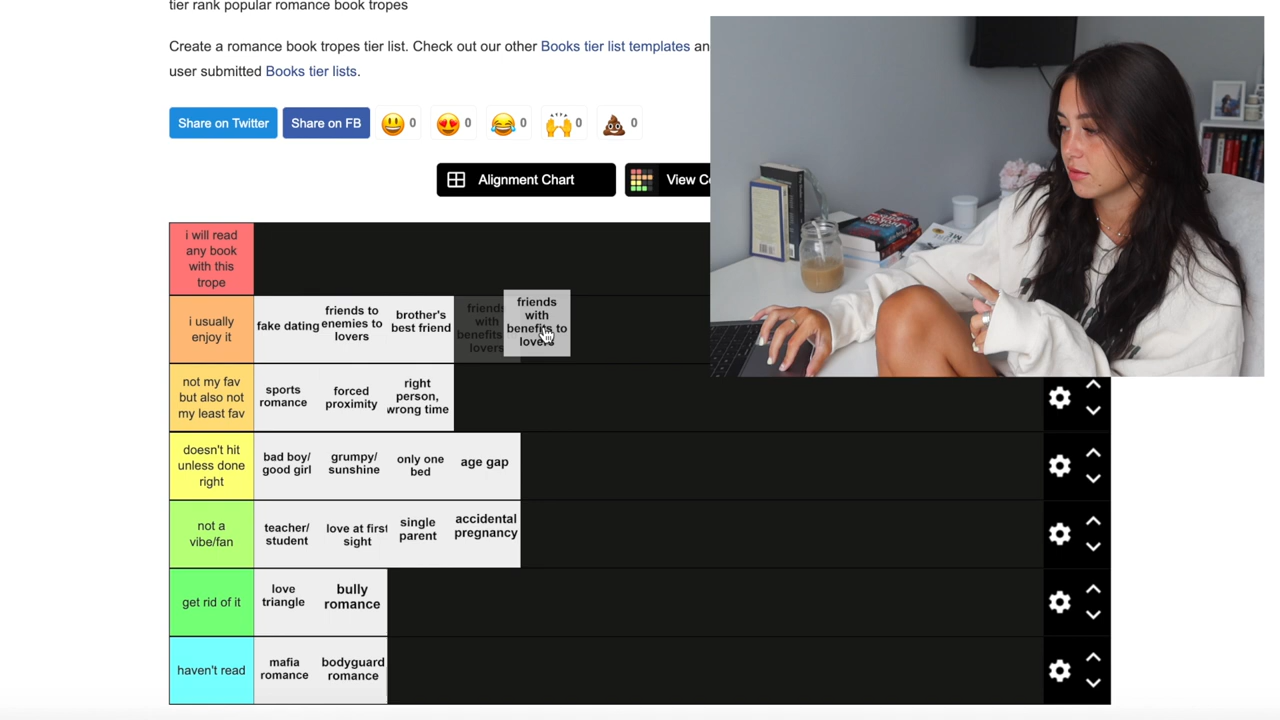 tier rank popular romance book tropes
Create a romance book tropes tier list. Check out our other Books tier list templates an
user submitted Books tier lists.
Share on Twitter
Share on FB
0
0
0
0
0
Alignment Chart
View Co
i will read
any book
with this
trope
i usually
enjoy it
fake dating
friends to
enemies to
lovers
brother's
best friend
friends
with
benefits
lovers
friends
with
benefits to
lovers
not my fav
but also not
my least fav
sports
romance
forced
proximity
right
person,
wrong time
doesn't hit
unless done
right
bad boy/
good girl
grumpy/
sunshine
only one
bed
age gap
not a
vibe/fan
teacher/
student
love at first
sight
single
parent
accidental
pregnancy
get rid of it
love
triangle
bully
romance
haven't read
mafia
romance
bodyguard
romance